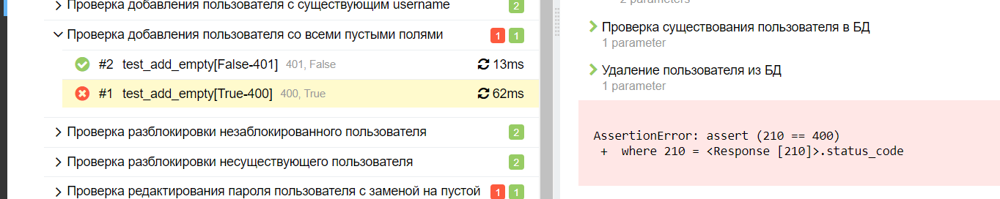 Проверка добавления пользователя с существующим username 2
Проверка добавления пользователя со всеми пустыми полями 1 1
#2 test_add_empty[False-401] 401, False 13ms
#1 test_add_empty[True-400] 400, True 62ms
Проверка разблокировки незаблокированного пользователя 2
Проверка разблокировки несуществующего пользователя 2
Проверка редактирования пароля пользователя с заменой на пустой 1 1
2 parameters
Проверка существования пользователя в БД
1 parameter
Удаление пользователя из БД
1 parameter
AssertionError: assert (210 == 400)
+ where 210 = <Response [210]>.status_code